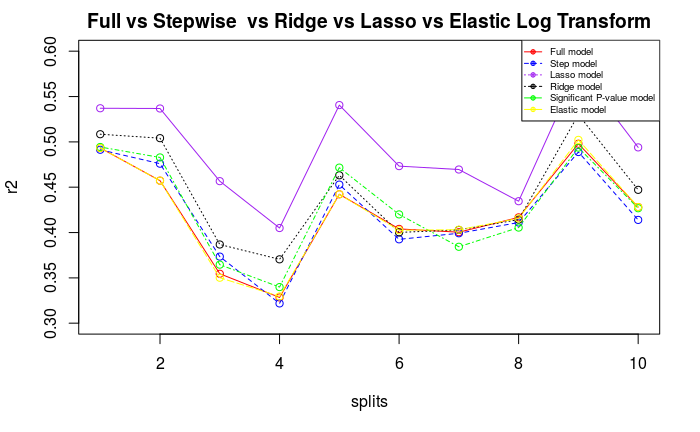 Full vs Stepwise  vs Ridge vs Lasso vs Elastic Log Transform
0.60
0.50
0.45
0.40
0.35
0.30
r2
Full model
Step model
Lasso model
Ridge model
Significant P-value model
Elastic model
2
4
6
8
10
splits